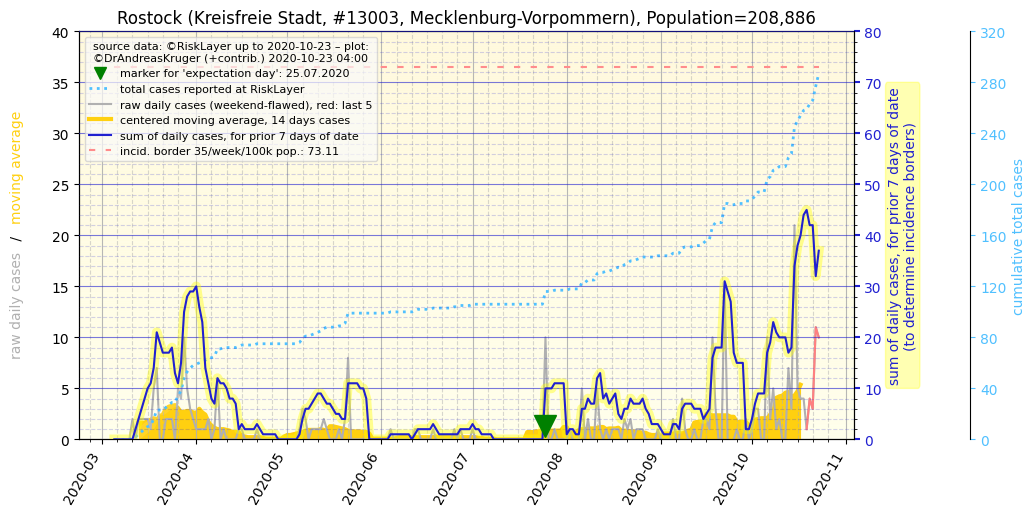 Rostock (Kreisfreie Stadt, #13003, Mecklenburg-Vorpommern), Population=208,886
source data: ©RiskLayer up to 2020-10-23 – plot:
©DrAndreasKruger (+contrib.) 2020-10-23 04:00
marker for 'expectation day': 25.07.2020
total cases reported at RiskLayer
raw daily cases (weekend-flawed), red: last 5
centered moving average, 14 days cases
sum of daily cases, for prior 7 days of date
incid. border 35/week/100k pop.: 73.11
raw daily cases / moving average
40
35
30
25
20
15
10
5
0
80
70
60
50
40
30
20
10
0
sum of daily cases, for prior 7 days of date
(to determine incidence borders)
320
280
240
200
160
120
80
40
0
cumulative total cases
2020-03
2020-04
2020-05
2020-06
2020-07
2020-08
2020-09
2020-10
2020-11